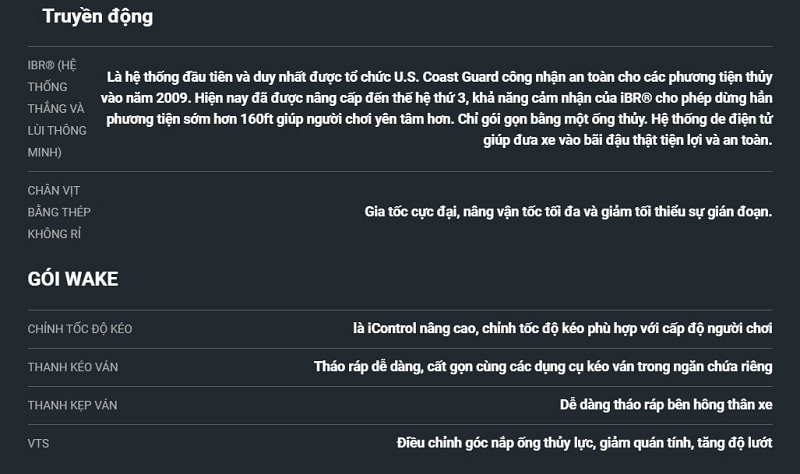 Truyền động
IBR® (HỆ
THỐNG
THẮNG VÀ
LÙI THÔNG
MINH)
Là hệ thống đầu tiên và duy nhất được tổ chức U.S. Coast Guard công nhận an toàn cho các phương tiện thủy
vào năm 2009. Hiện nay đã được nâng cấp đến thế hệ thứ 3, khả năng cảm nhận của iBR® cho phép dừng hẳn
phương tiện sớm hơn 160ft giúp người chơi yên tâm hơn. Chỉ gói gọn bằng một ống thủy. Hệ thống de điện tử
giúp đưa xe vào bãi đậu thật tiện lợi và an toàn.
CHÂN VỊT
BẰNG THÉP
KHÔNG RỈ
Gia tốc cực đại, nâng vận tốc tối đa và giảm tối thiểu sự gián đoạn.
GÓI WAKE
CHỈNH TỐC ĐỘ KÉO
là iControl nâng cao, chỉnh tốc độ kéo phù hợp với cấp độ người chơi
THANH KÉO VÁN
Tháo ráp dễ dàng, cất gọn cùng các dụng cụ kéo ván trong ngăn chứa riêng
THANH KẸP VÁN
Dễ dàng tháo ráp bên hông thân xe
VTS
Điều chỉnh góc nắp ống thủy lực, giảm quán tính, tăng độ lướt